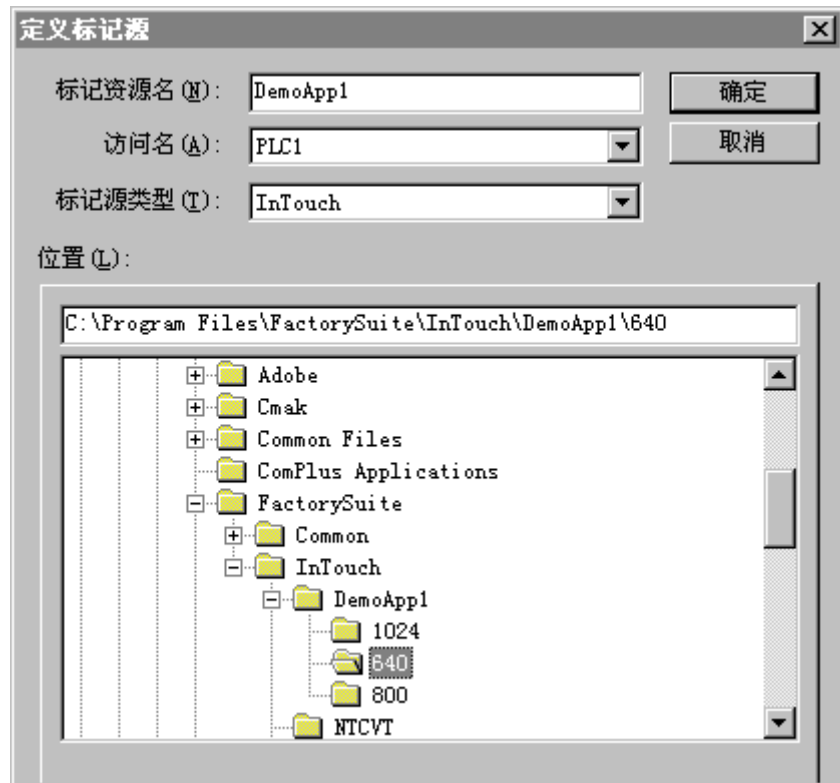 定义标记源
标记资源名(N): DemoApp1 确定
访问名(A): PLC1 取消
标记源类型(T): InTouch
位置(L):
C:\Program Files\FactorySuite\InTouch\DemoApp1\640
Adobe
Cmak
Common Files
ComPlus Applications
FactorySuite
Common
InTouch
DemoApp1
1024
640
800
NTCVT